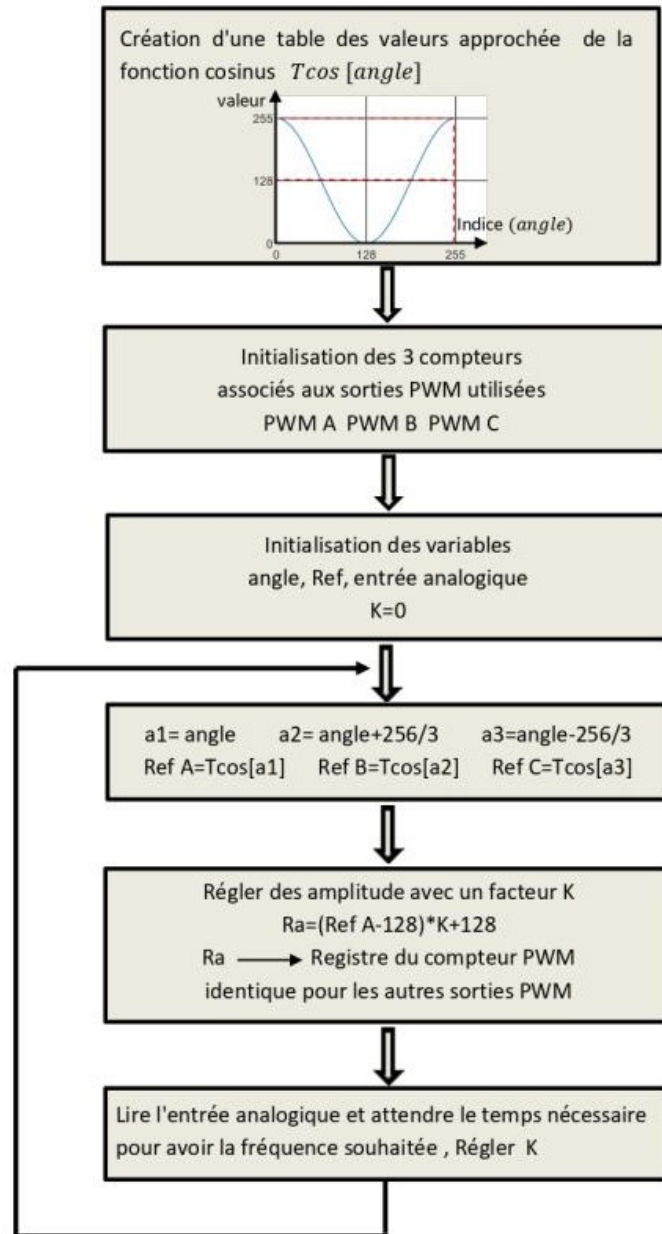 Création d'une table des valeurs approchée de la
fonction cosinus Tcos [angle]
valeur
255
128
Indice (angle)
0
0 128 255
Initialisation des 3 compteurs
associés aux sorties PWM utilisées
PWM A PWM B PWM C
Initialisation des variables
angle, Ref, entrée analogique
K=0
a1= angle a2= angle+256/3 a3=angle-256/3
Ref A=Tcos[a1] Ref B=Tcos[a2] Ref C=Tcos[a3]
Régler des amplitude avec un facteur K
Ra=(Ref A-128)*K+128
Ra → Registre du compteur PWM
identique pour les autres sorties PWM
Lire l'entrée analogique et attendre le temps nécessaire
pour avoir la fréquence souhaitée , Régler K